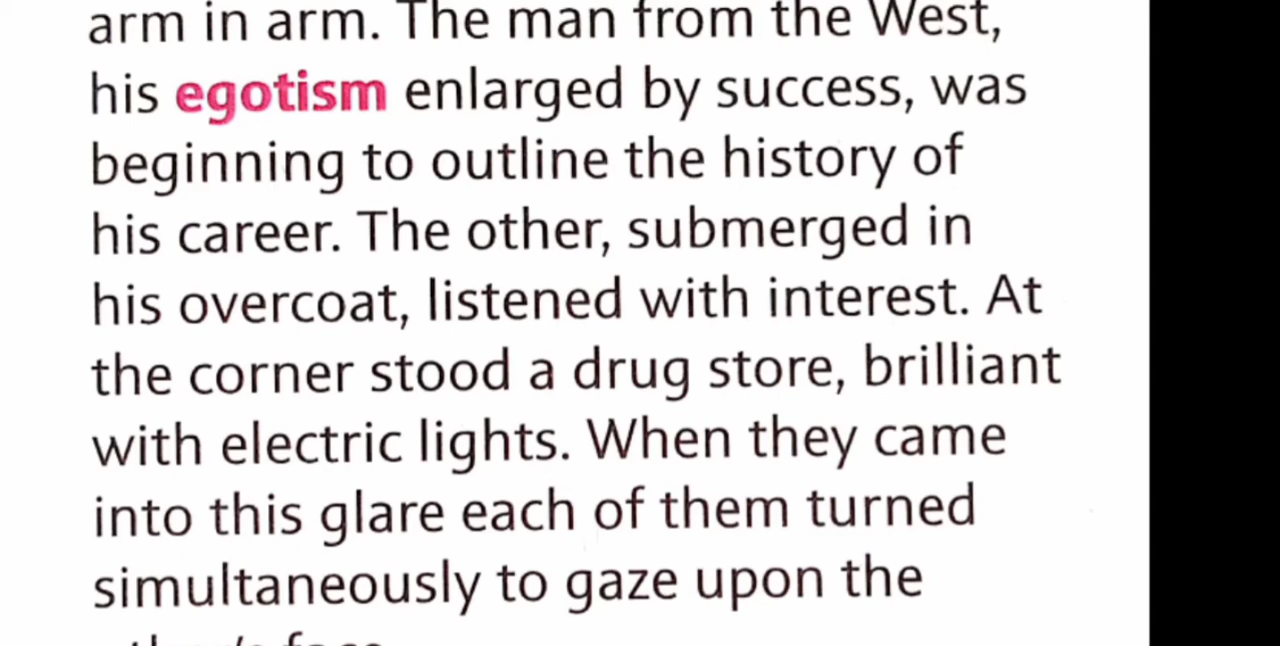 arm in arm. The man from the West,
his egotism enlarged by success, was
beginning to outline the history of
his career. The other, submerged in
his overcoat, listened with interest. At
the corner stood a drug store, brilliant
with electric lights. When they came
into this glare each of them turned
simultaneously to gaze upon the
face